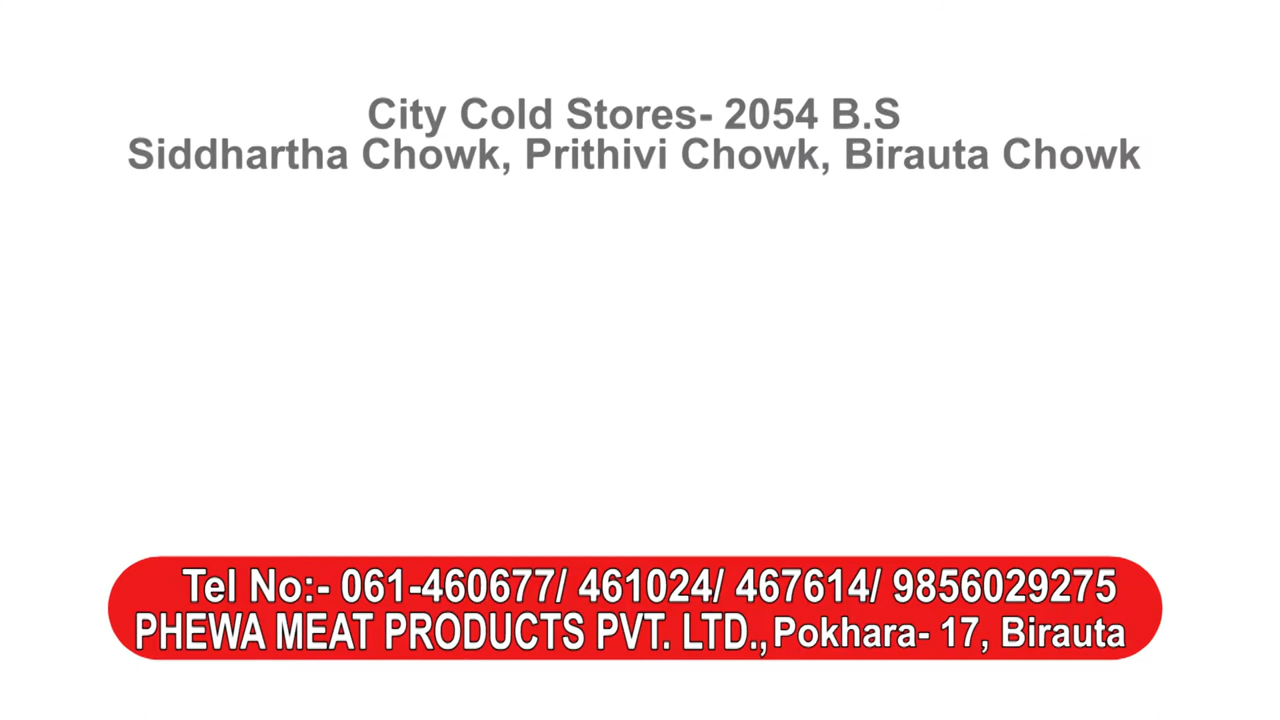 City Cold Stores- 2054 B.S
Siddhartha Chowk, Prithivi Chowk, Birauta Chowk
Tel No:- 061-460677/ 461024/ 467614/ 9856029275
PHEWA MEAT PRODUCTS PVT. LTD., Pokhara- 17, Birauta